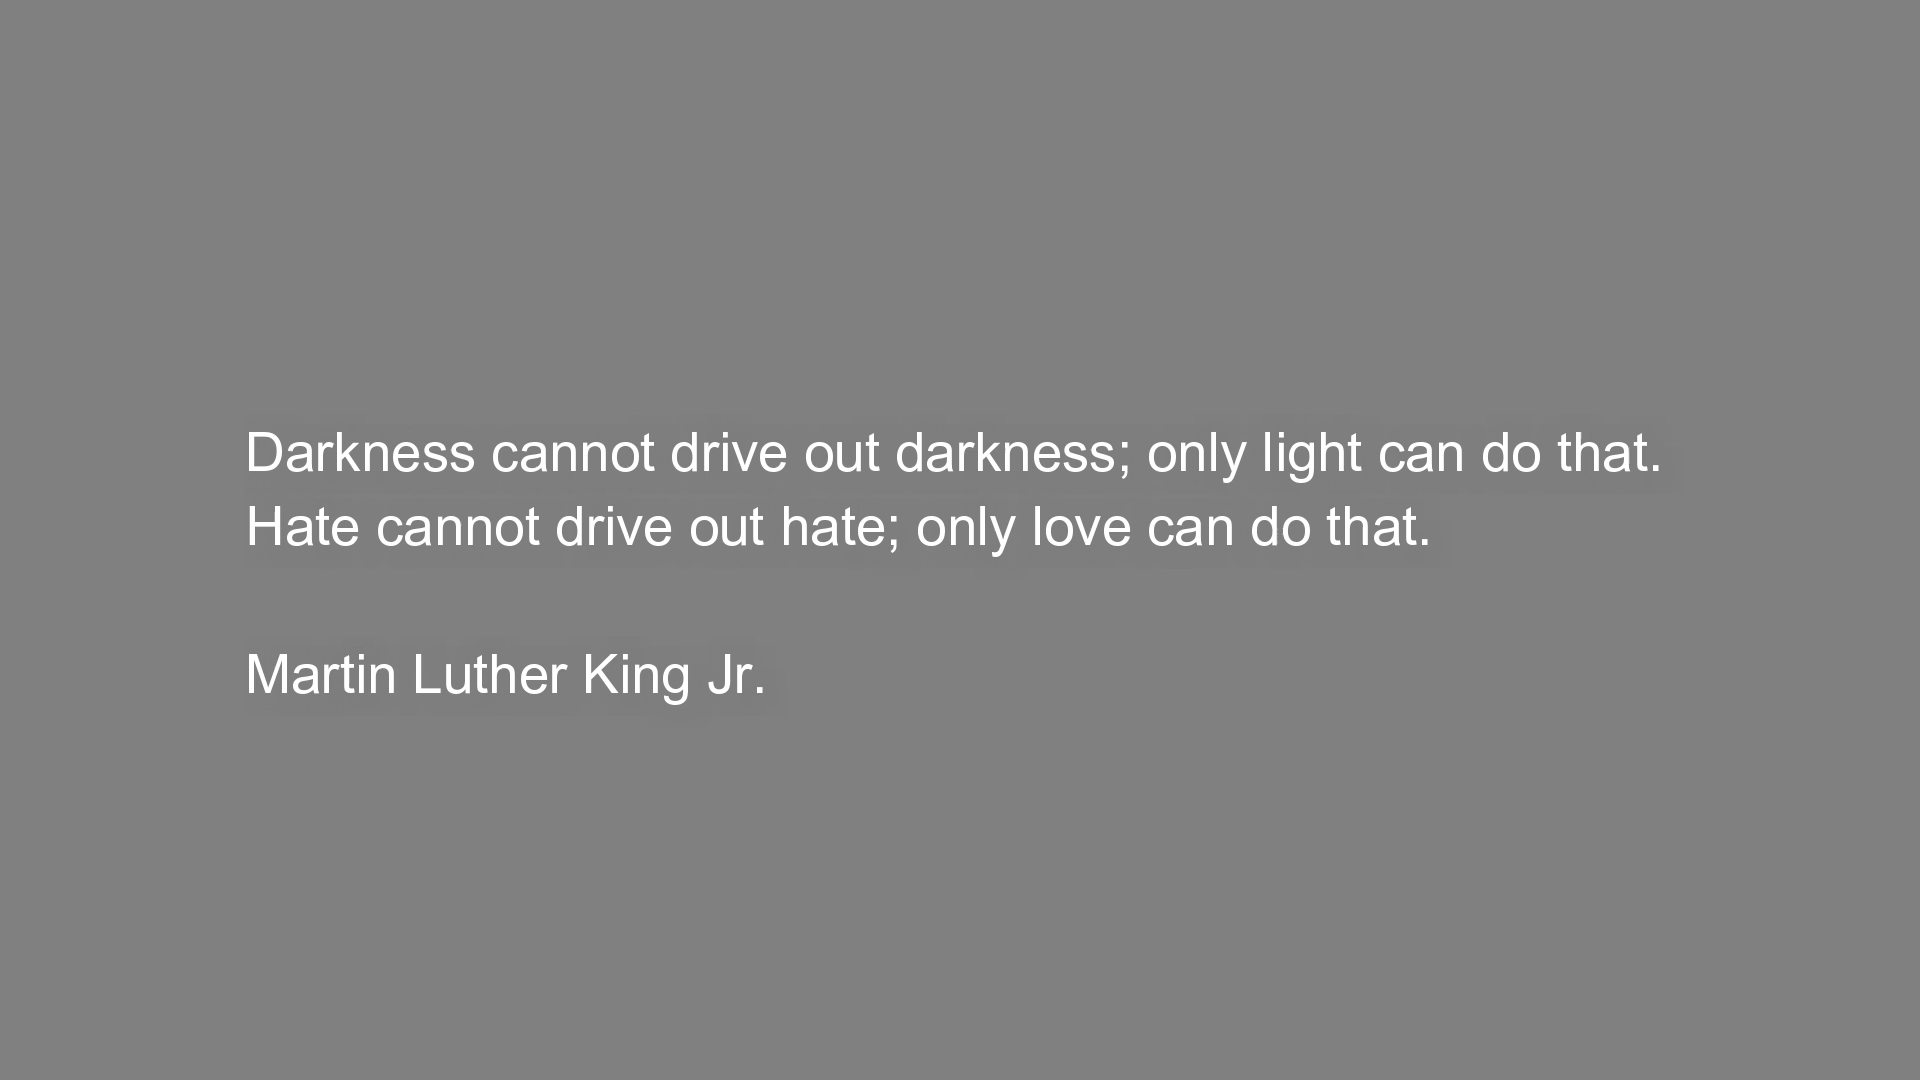 Darkness cannot drive out darkness; only light can do that.
Hate cannot drive out hate; only love can do that.
Martin Luther King Jr.